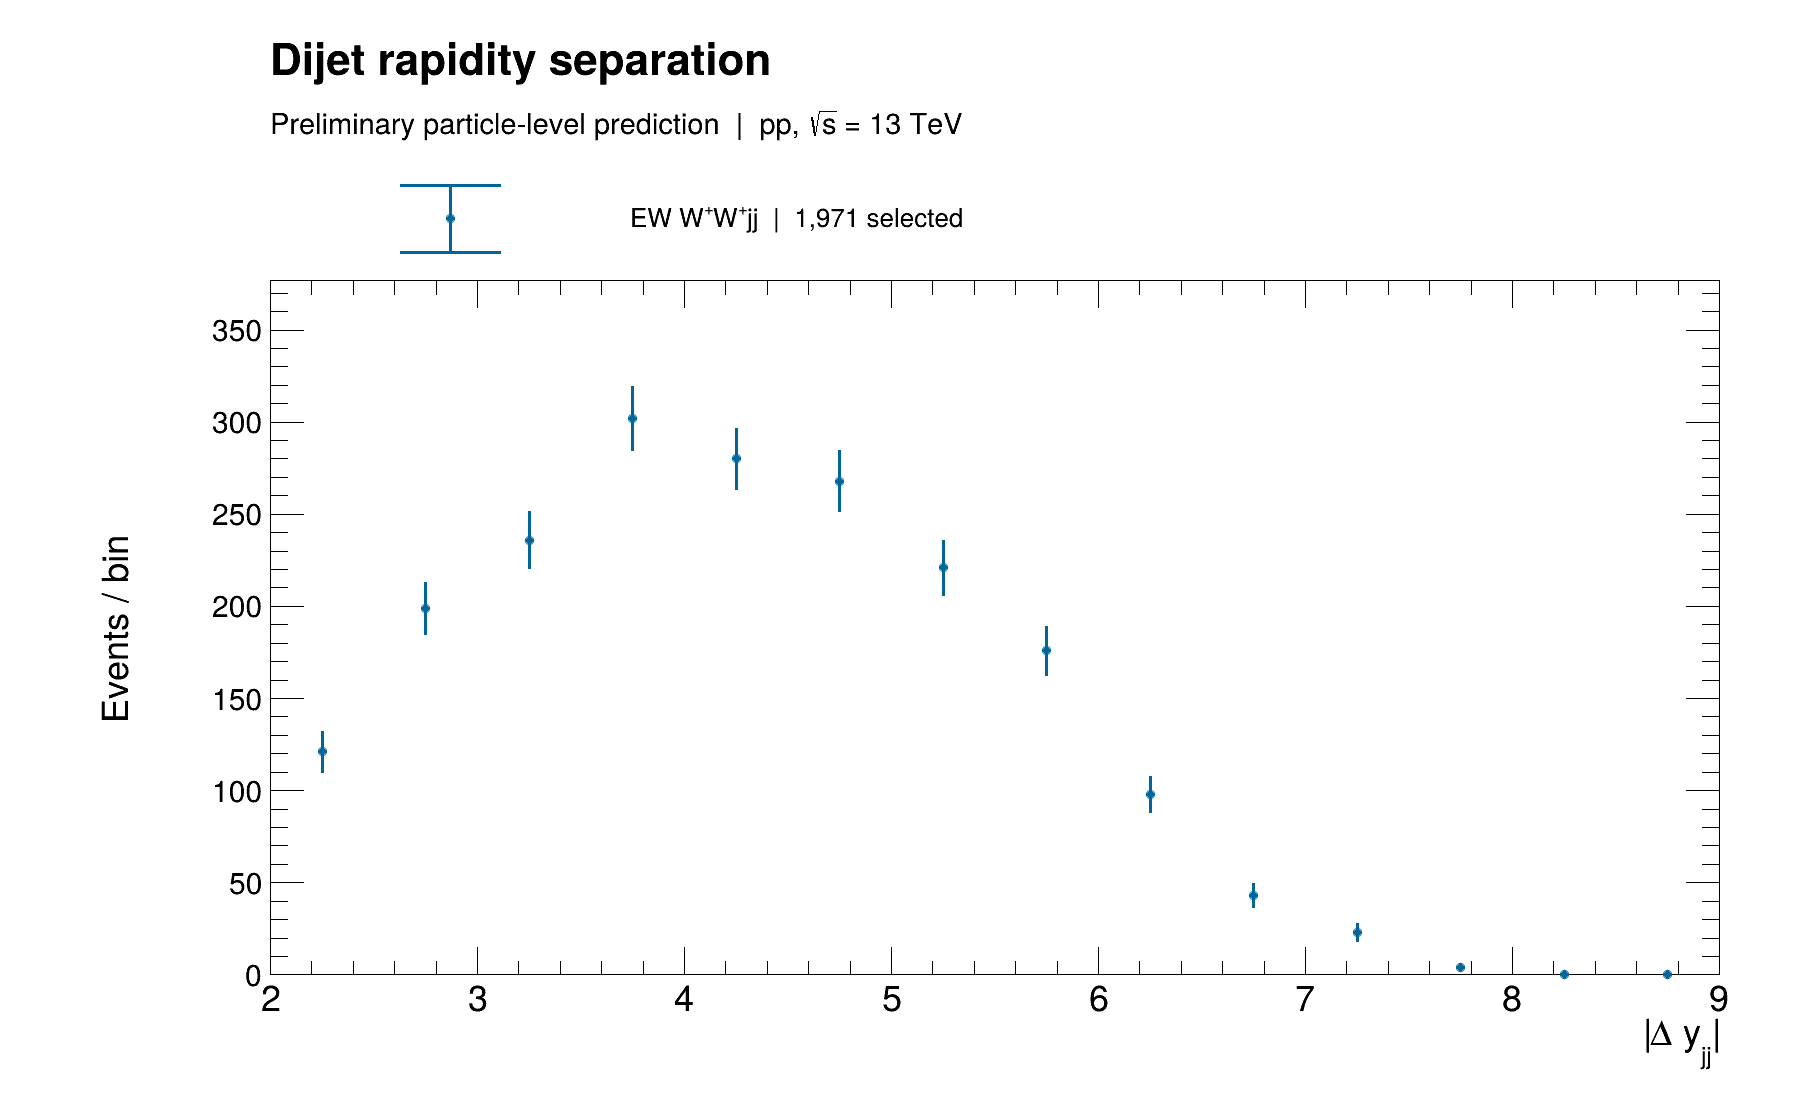 Dijet rapidity separation
Preliminary particle-level prediction | pp, √s = 13 TeV
EW W⁺W⁺jj | 1,971 selected
350
300
250
200
150
100
50
0
Events / bin
2 3 4 5 6 7 8 9
|Δ y_jj|